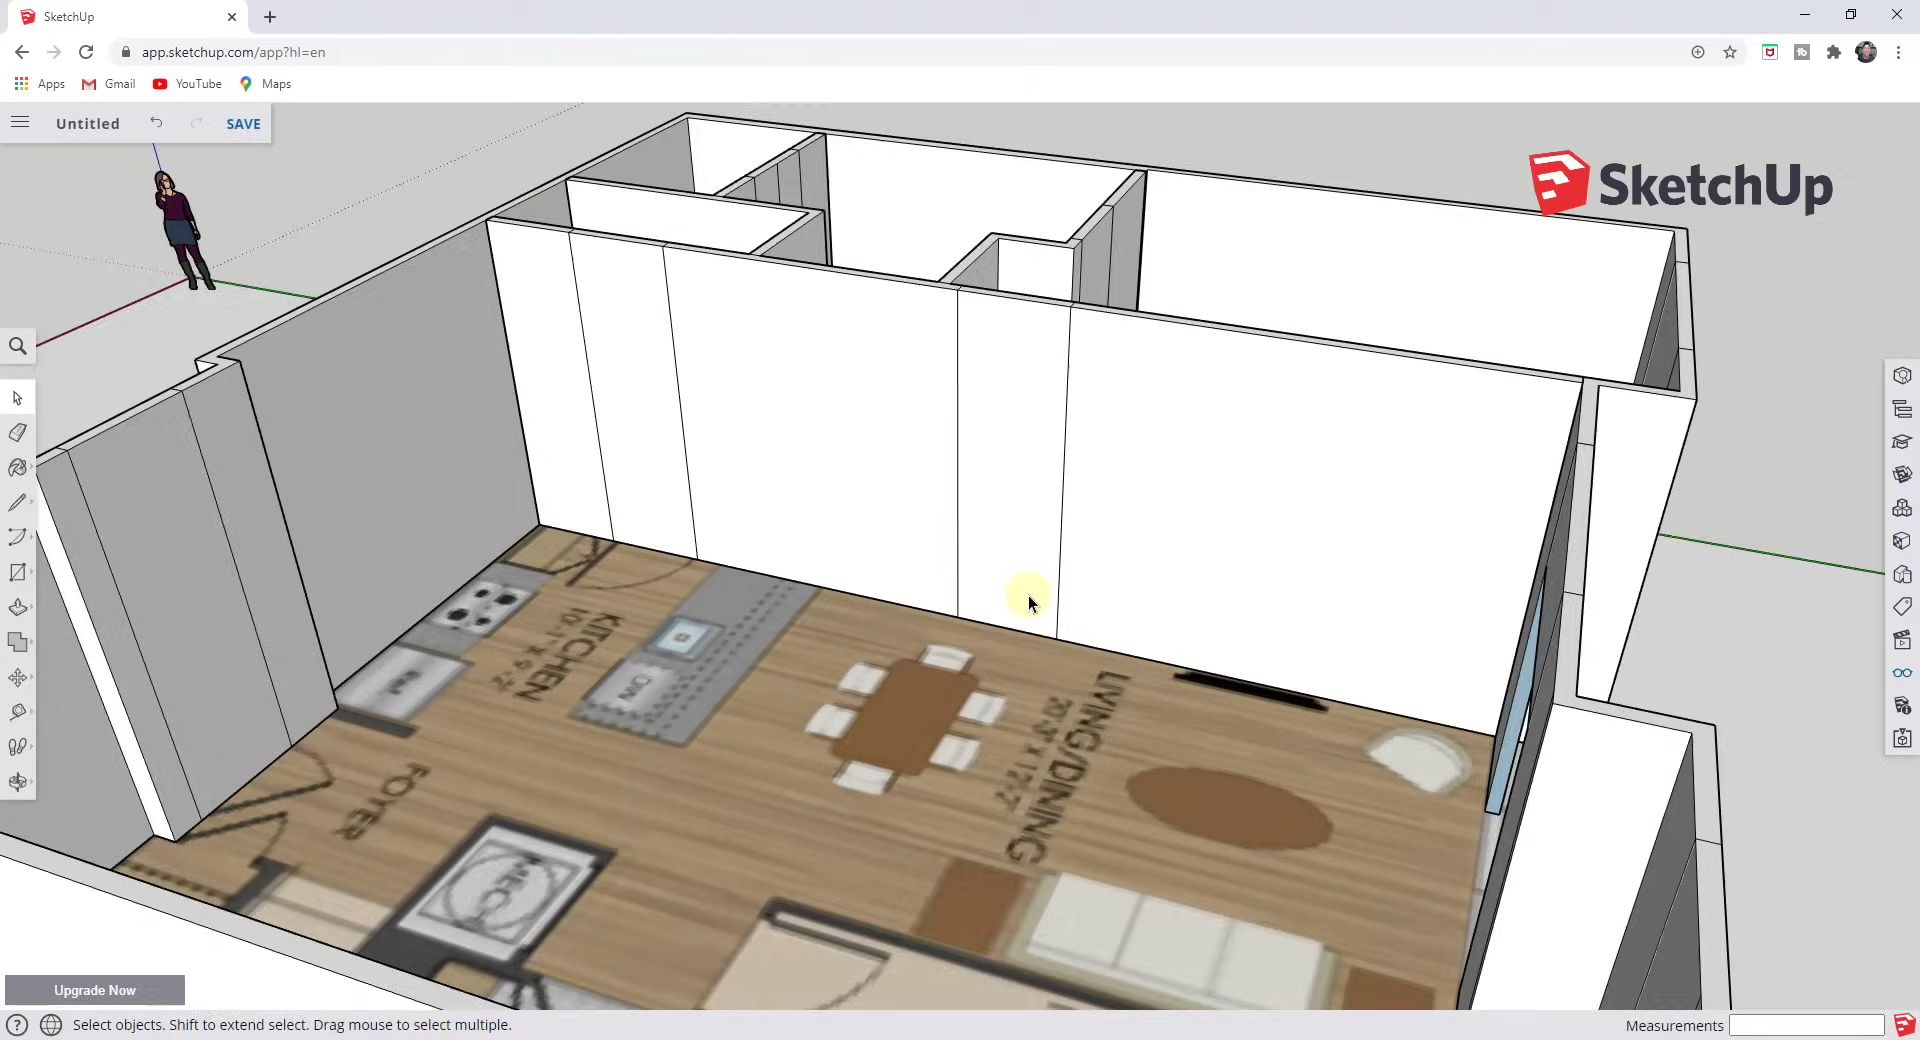 SketchUp
app.sketchup.com/app?hl=en
Apps Gmail YouTube Maps
Untitled SAVE
SketchUp
KITCHEN
LIVING/DINING
FOYER
DW
Upgrade Now
Select objects. Shift to extend select. Drag mouse to select multiple.
Measurements